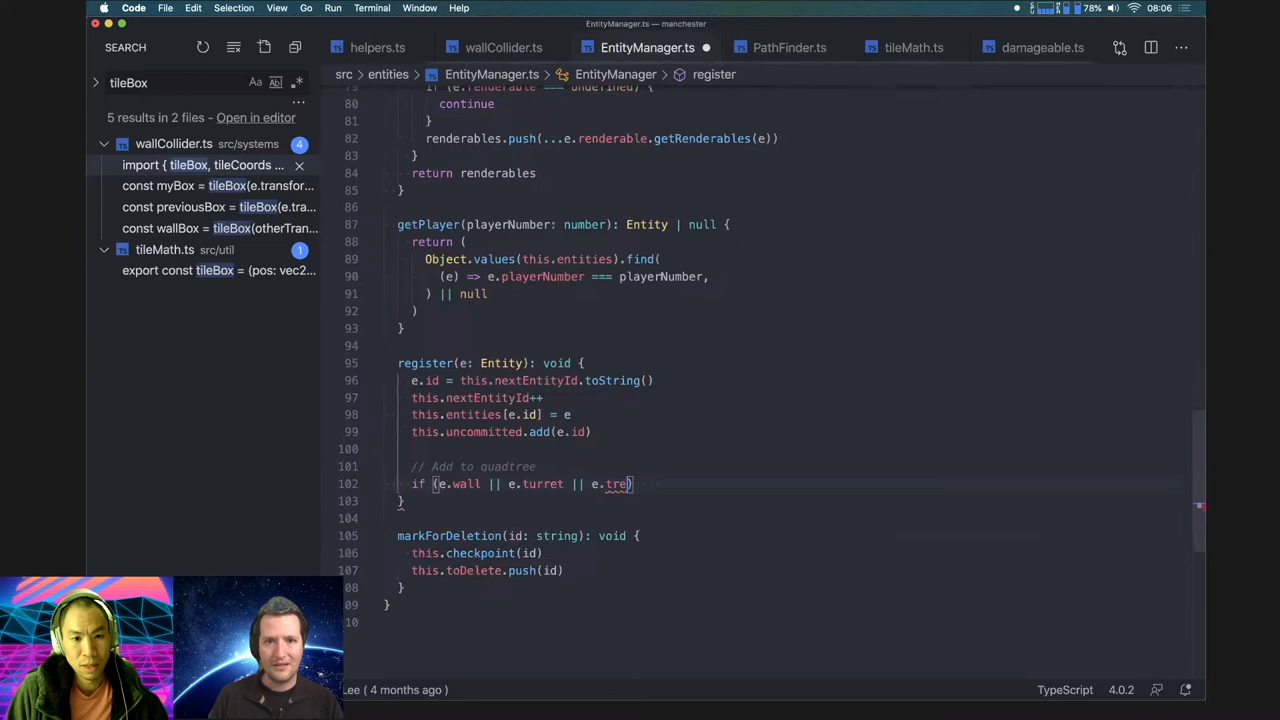 Code File Edit Selection View Go Run Terminal Window Help 78% 08:06
EntityManager.ts — manchester
SEARCH
helpers.ts wallCollider.ts EntityManager.ts PathFinder.ts tileMath.ts damageable.ts
tileBox Aa Abl .*
src > entities > EntityManager.ts > EntityManager > register
5 results in 2 files - Open in editor
wallCollider.ts src/systems 4
import { tileBox, tileCoords ...
const myBox = tileBox(e.transfor...
const previousBox = tileBox(e.tra...
const wallBox = tileBox(otherTran...
tileMath.ts src/util 1
export const tileBox = (pos: vec2...
79 if (e.renderable === undefined) {
80 continue
81 }
82 renderables.push(...e.renderable.getRenderables(e))
83 }
84 return renderables
85 }
86
87 getPlayer(playerNumber: number): Entity | null {
88 return (
89 Object.values(this.entities).find(
90 (e) => e.playerNumber === playerNumber,
91 ) || null
92 )
93 }
94
95 register(e: Entity): void {
96 e.id = this.nextEntityId.toString()
97 this.nextEntityId++
98 this.entities[e.id] = e
99 this.uncommitted.add(e.id)
100
101 // Add to quadtree
102 if (e.wall || e.turret || e.tre)
103 }
104
105 markForDeletion(id: string): void {
106 this.checkpoint(id)
107 this.toDelete.push(id)
108 }
109 }
110
Lee ( 4 months ago ) TypeScript 4.0.2